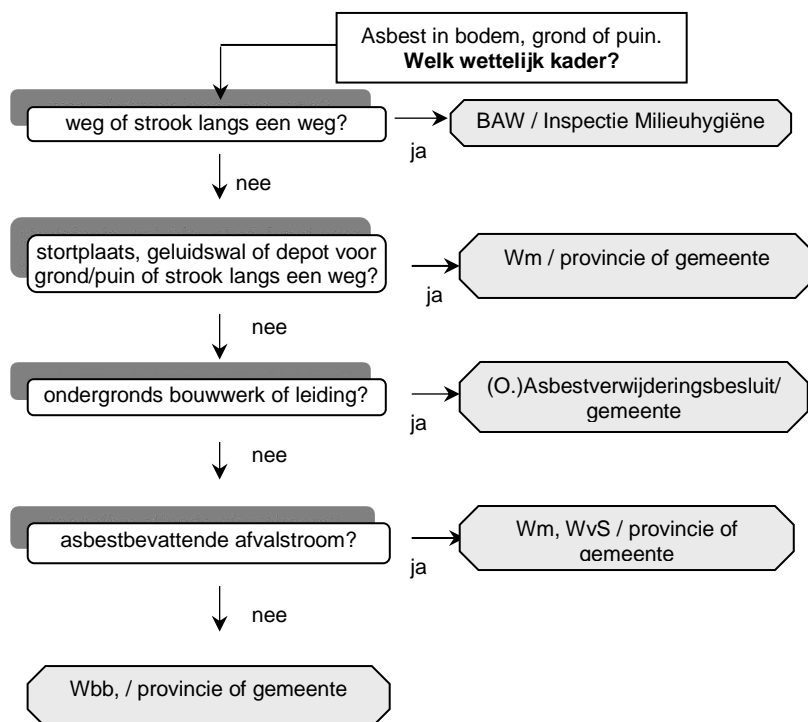 Asbest in bodem, grond of puin.
Welk wettelijk kader?
weg of strook langs een weg?
ja
BAW / Inspectie Milieuhygiëne
nee
stortplaats, geluidswal of depot voor
grond/puin of strook langs een weg?
ja
Wm / provincie of gemeente
nee
ondergronds bouwwerk of leiding?
ja
(O.)Asbestverwijderingsbesluit/
gemeente
nee
asbestbevattende afvalstroom?
ja
Wm, WvS / provincie of
gemeente
nee
Wbb, / provincie of gemeente